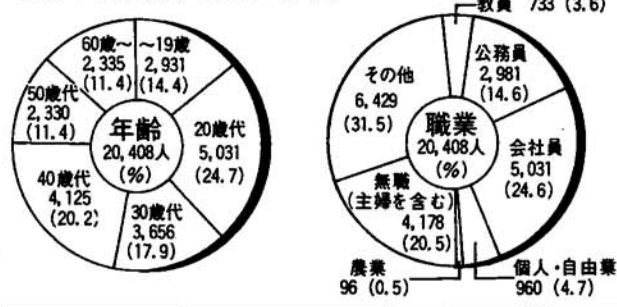 60歳〜
2,335
(11.4)
〜19歳
2,931
(14.4)
20歳代
5,031
(24.7)
30歳代
3,656
(17.9)
40歳代
4,125
(20.2)
50歳代
2,330
(11.4)
年齢
20,408人
(%)
教員 733 (3.6)
公務員
2,981
(14.6)
会社員
5,031
(24.6)
個人・自由業
960 (4.7)
農業
96 (0.5)
無職
(主婦を含む)
4,178
(20.5)
その他
6,429
(31.5)
職業
20,408人
(%)